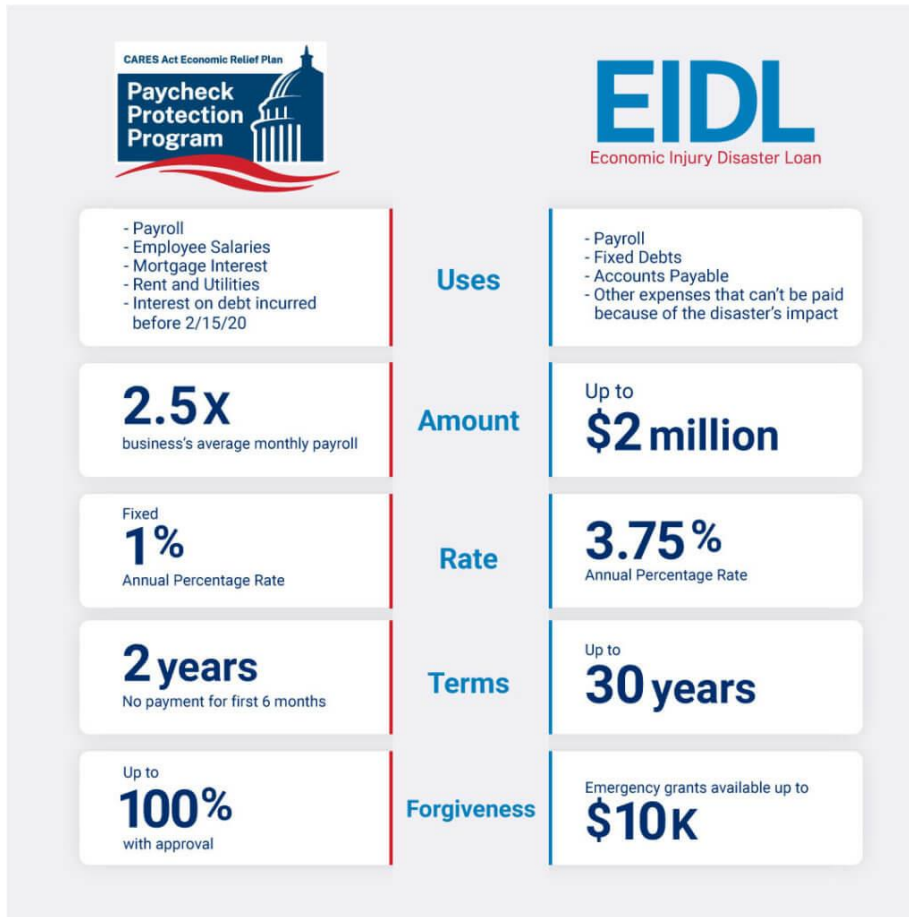 CARES Act Economic Relief Plan
Paycheck
Protection
Program
EIDL
Economic Injury Disaster Loan
- Payroll
- Employee Salaries
- Mortgage Interest
- Rent and Utilities
- Interest on debt incurred
before 2/15/20
Uses
- Payroll
- Fixed Debts
- Accounts Payable
- Other expenses that can't be paid
because of the disaster's impact
2.5X
business's average monthly payroll
Amount
Up to
$2 million
Fixed
1%
Annual Percentage Rate
Rate
3.75%
Annual Percentage Rate
2 years
No payment for first 6 months
Terms
Up to
30 years
Up to
100%
with approval
Forgiveness
Emergency grants available up to
$10K